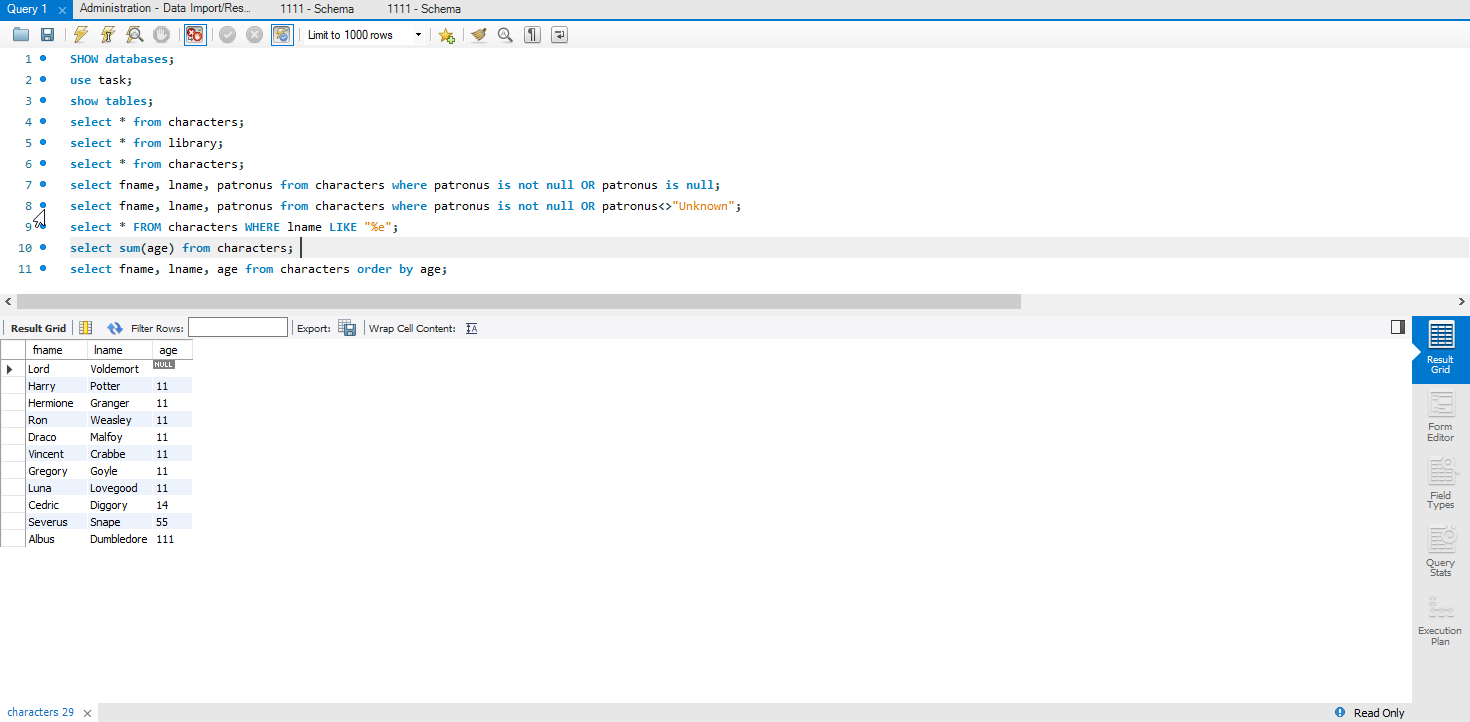 Query 1 Administration - Data Import/Res... 1111 - Schema 1111 - Schema
Limit to 1000 rows
1 SHOW databases;
2 use task;
3 show tables;
4 select * from characters;
5 select * from library;
6 select * from characters;
7 select fname, lname, patronus from characters where patronus is not null OR patronus is null;
8 select fname, lname, patronus from characters where patronus is not null OR patronus<>"Unknown";
9 select * FROM characters WHERE lname LIKE "%e";
10 select sum(age) from characters;
11 select fname, lname, age from characters order by age;
Result Grid Filter Rows: Export: Wrap Cell Content: IA
fname lname age
Lord Voldemort NULL
Harry Potter 11
Hermione Granger 11
Ron Weasley 11
Draco Malfoy 11
Vincent Crabbe 11
Gregory Goyle 11
Luna Lovegood 11
Cedric Diggory 14
Severus Snape 55
Albus Dumbledore 111
Result
Grid
Form
Editor
Field
Types
Query
Stats
Execution
Plan
characters 29 Read Only